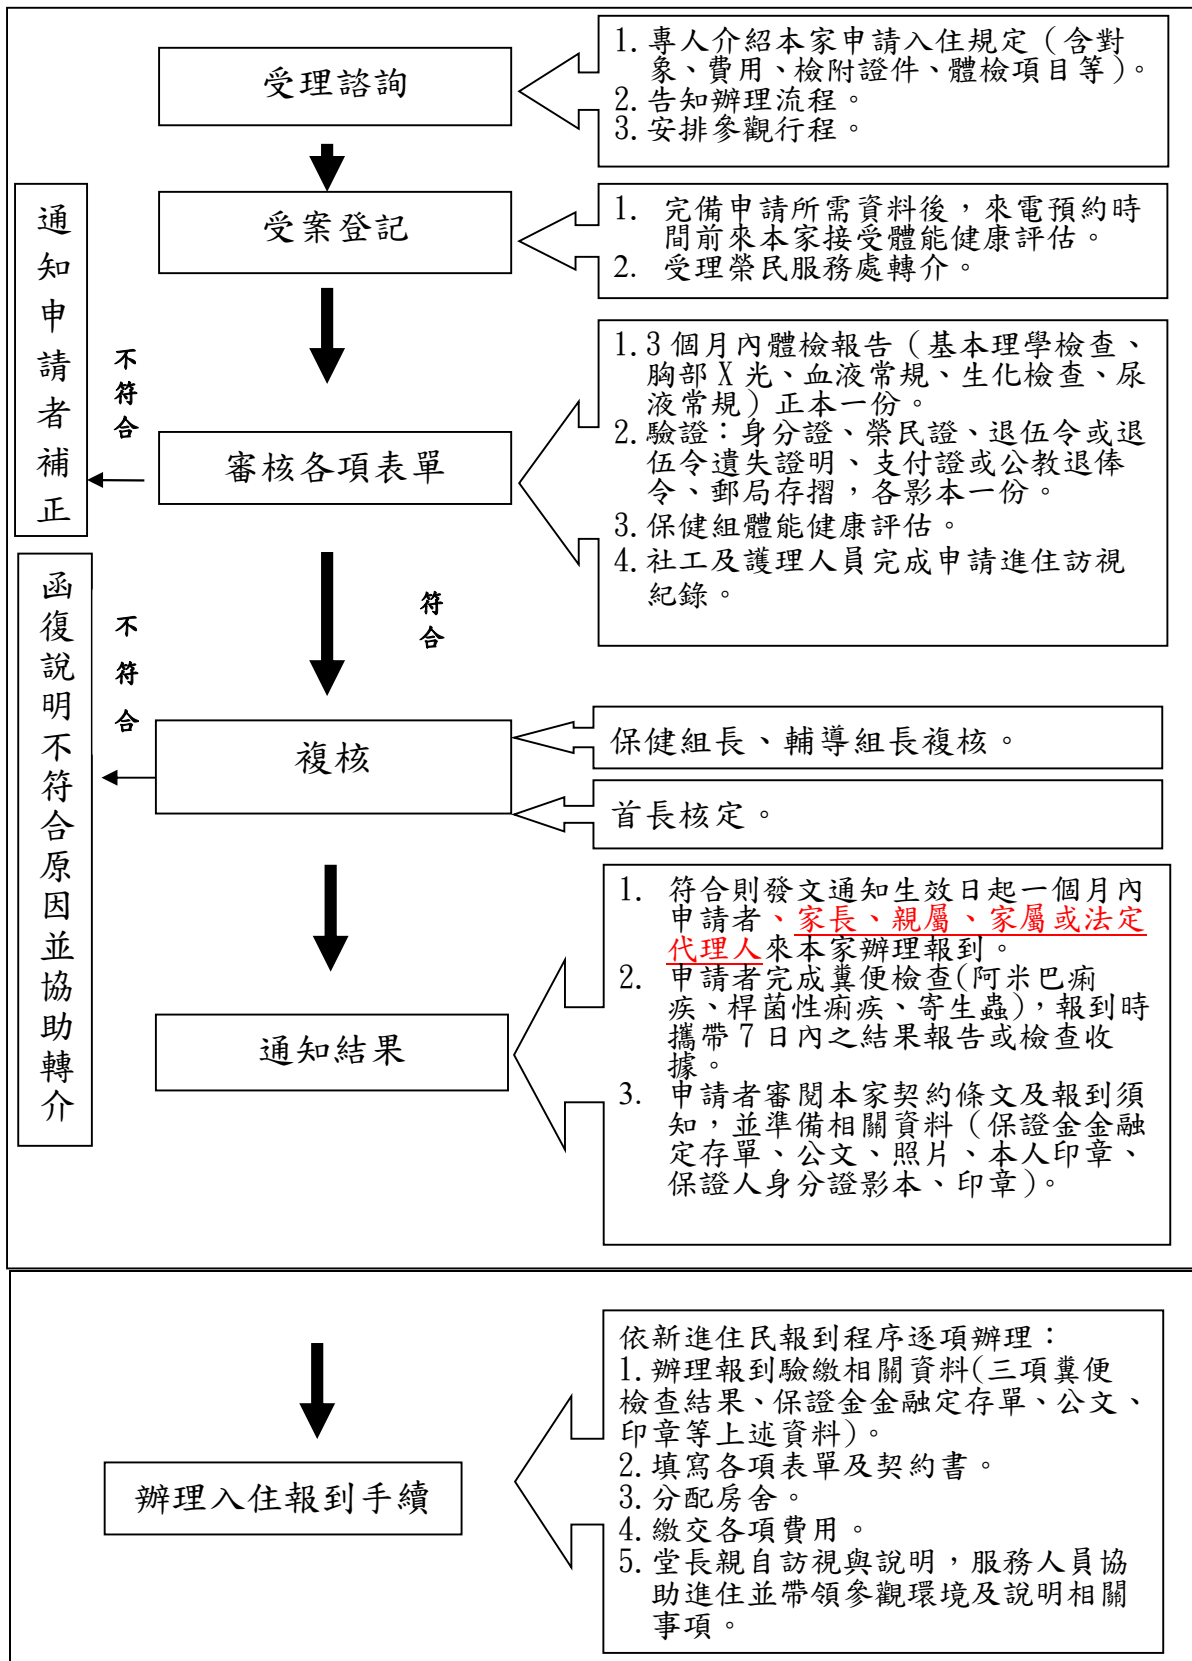 受理諮詢
1. 專人介紹本家申請入住規定（含對
象、費用、檢附證件、體檢項目等）。
2. 告知辦理流程。
3. 安排參觀行程。
受案登記
1. 完備申請所需資料後，來電預約時
間前來本家接受體能健康評估。
2. 受理榮民服務處轉介。
通知申請者補正
不符合
審核各項表單
1. 3 個月內體檢報告（基本理學檢查、
胸部 X 光、血液常規、生化檢查、尿
液常規）正本一份。
2. 驗證：身分證、榮民證、退伍令或退
伍令遺失證明、支付證或公教退俸
令、郵局存摺，各影本一份。
3. 保健組體能健康評估。
4. 社工及護理人員完成申請進住訪視
紀錄。
符合
函復說明不符合原因並協助轉介
不符合
複核
保健組長、輔導組長複核。
首長核定。
通知結果
1. 符合則發文通知生效日起一個月內
申請者、家長、親屬、家屬或法定
代理人來本家辦理報到。
2. 申請者完成糞便檢查(阿米巴痢
疾、桿菌性痢疾、寄生蟲)，報到時
攜帶 7 日內之結果報告或檢查收
據。
3. 申請者審閱本家契約條文及報到須
知，並準備相關資料（保證金金融
定存單、公文、照片、本人印章、
保證人身分證影本、印章）。
辦理入住報到手續
依新進住民報到程序逐項辦理：
1. 辦理報到驗繳相關資料(三項糞便
檢查結果、保證金金融定存單、公文、
印章等上述資料)。
2. 填寫各項表單及契約書。
3. 分配房舍。
4. 繳交各項費用。
5. 堂長親自訪視與說明，服務人員協
助進住並帶領參觀環境及說明相關
事項。